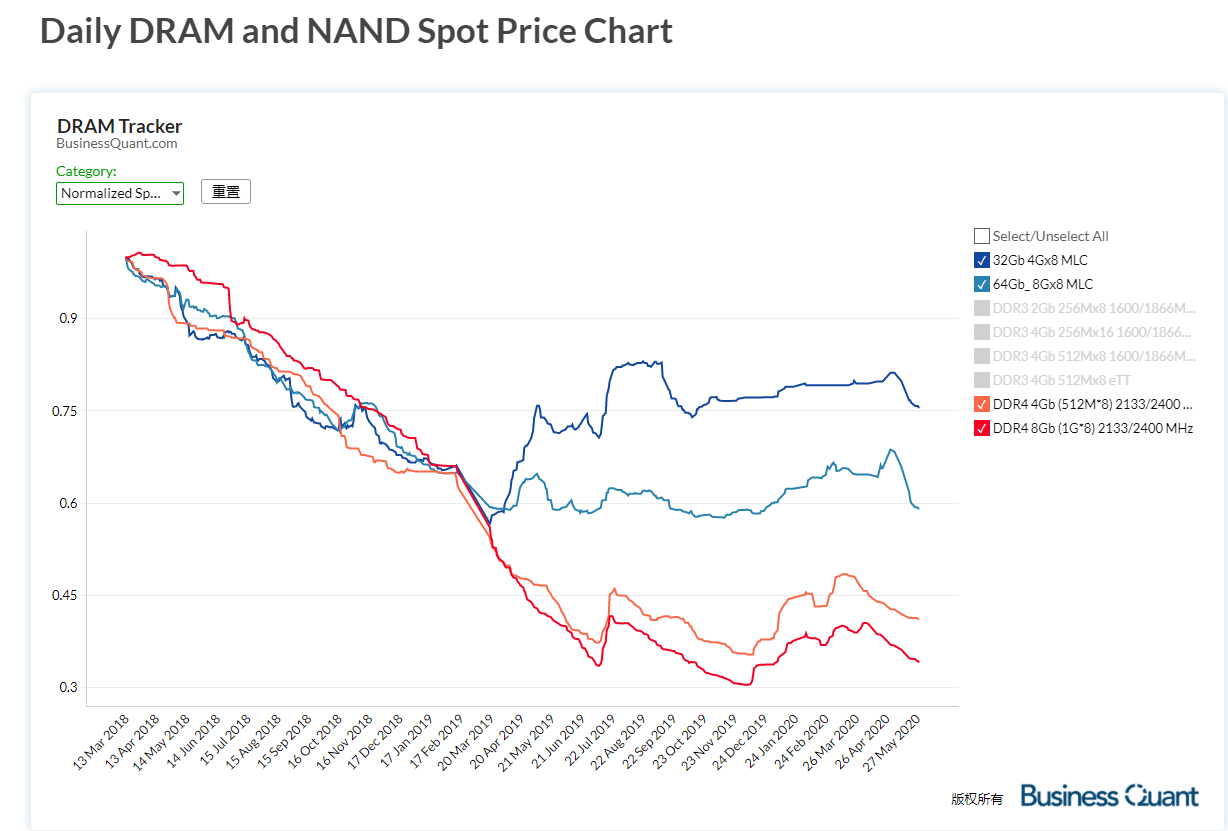 Daily DRAM and NAND Spot Price Chart
DRAM Tracker
BusinessQuant.com
Category:
Normalized Sp...
重置
Select/Unselect All
32Gb 4Gx8 MLC
64Gb_ 8Gx8 MLC
DDR3 2Gb 256Mx8 1600/1866M...
DDR3 4Gb 256Mx16 1600/1866...
DDR3 4Gb 512Mx8 1600/1866M...
DDR3 4Gb 512Mx8 eTT
DDR4 4Gb (512M*8) 2133/2400 ...
DDR4 8Gb (1G*8) 2133/2400 MHz
0.9
0.75
0.6
0.45
0.3
13 Mar 2018
13 Apr 2018
14 May 2018
14 Jun 2018
15 Jul 2018
15 Aug 2018
15 Sep 2018
16 Oct 2018
16 Nov 2018
17 Dec 2018
17 Jan 2019
17 Feb 2019
20 Mar 2019
20 Apr 2019
21 May 2019
21 Jun 2019
22 Jul 2019
22 Aug 2019
22 Sep 2019
23 Oct 2019
23 Nov 2019
24 Dec 2019
24 Jan 2020
24 Feb 2020
26 Mar 2020
26 Apr 2020
27 May 2020
版权所有
Business Quant